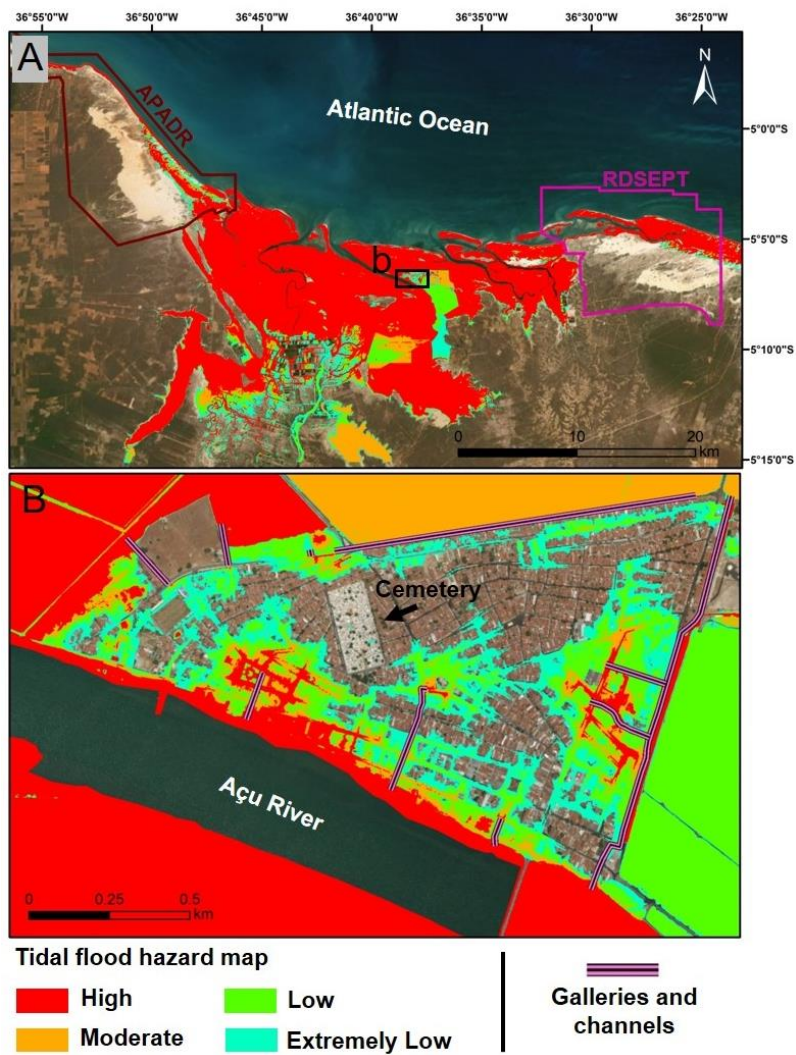 36°55'0"W 36°50'0"W 36°45'0"W 36°40'0"W 36°35'0"W 36°30'0"W 36°25'0"W
A
N
APADR
Atlantic Ocean
5°0'0"S
RDSEPT
5°5'0"S
b
5°10'0"S
0 10 20
km
5°15'0"S
B
Cemetery
Açu River
0 0.25 0.5
km
Tidal flood hazard map
High Low
Moderate Extremely Low
Galleries and
channels